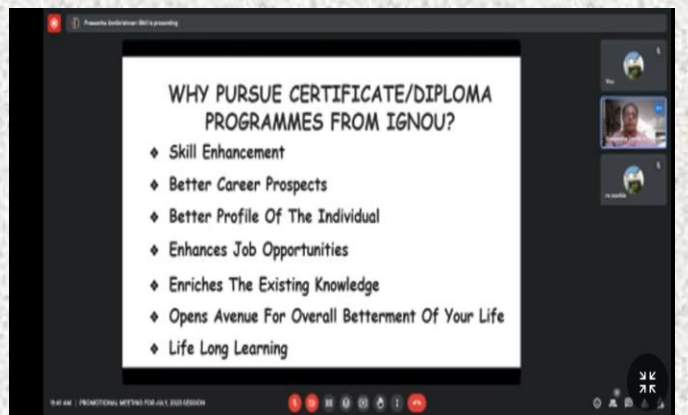 WHY PURSUE CERTIFICATE/DIPLOMA
PROGRAMMES FROM IGNOU?
❖ Skill Enhancement
❖ Better Career Prospects
❖ Better Profile Of The Individual
❖ Enhances Job Opportunities
❖ Enriches The Existing Knowledge
❖ Opens Avenue For Overall Betterment Of Your Life
❖ Life Long Learning
You
| PROMOTIONAL MEETING FOR JULY, 2023 SESSION